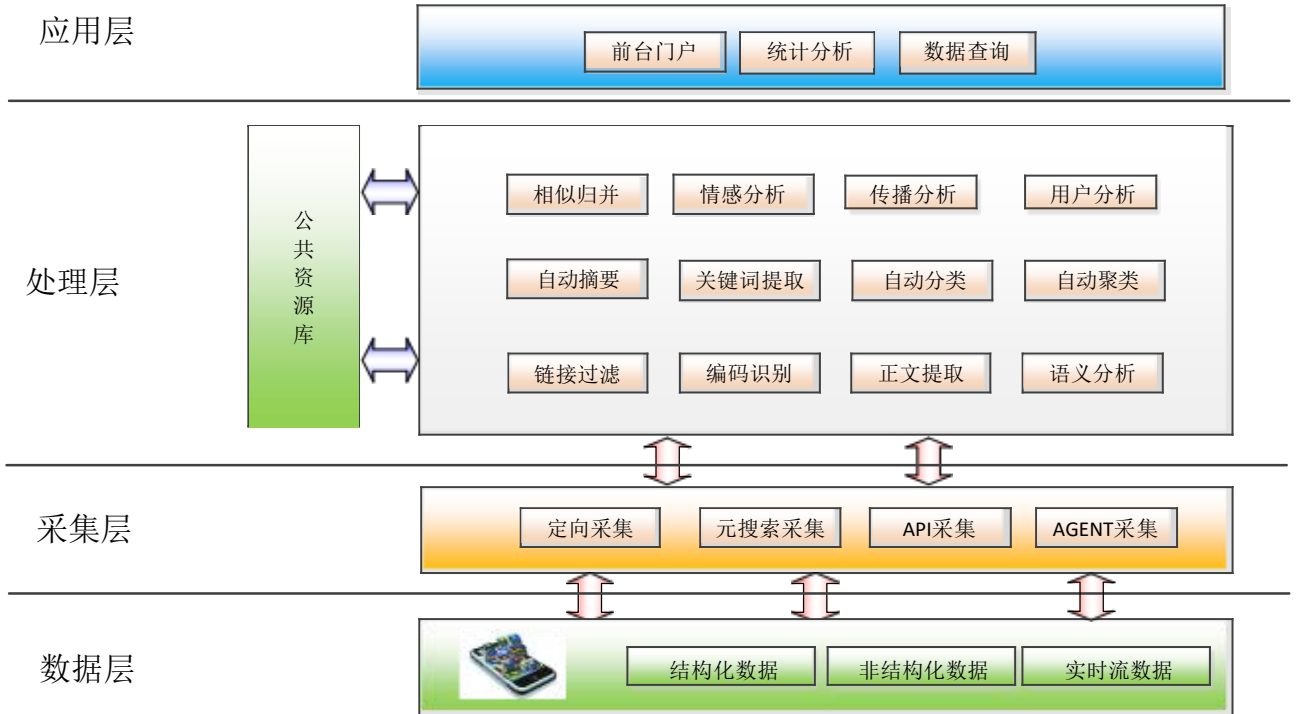 应用层
前台门户
统计分析
数据查询
处理层
公共资源库
相似归并
情感分析
传播分析
用户分析
自动摘要
关键词提取
自动分类
自动聚类
链接过滤
编码识别
正文提取
语义分析
采集层
定向采集
元搜索采集
API采集
AGENT采集
数据层
结构化数据
非结构化数据
实时流数据